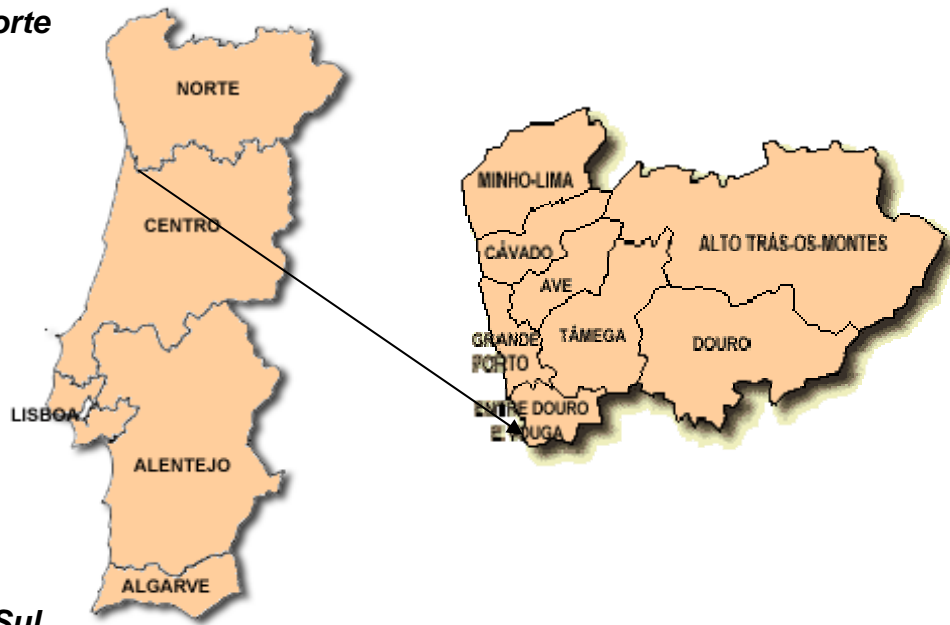 orte
NORTE
CENTRO
LISBOA
ALENTEJO
ALGARVE
Sul
MINHO-LIMA
CÁVADO
AVE
ALTO TRÁS-OS-MONTES
GRANDE
PORTO
TÂMEGA
DOURO
ENTRE DOURO
E VOUGA